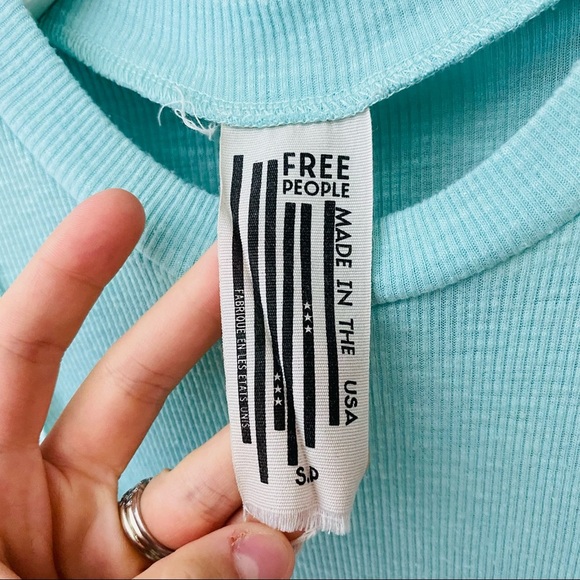 FREE
PEOPLE
MADE IN THE USA
FABRIQUE EN LES ETATS UNIS
S/P